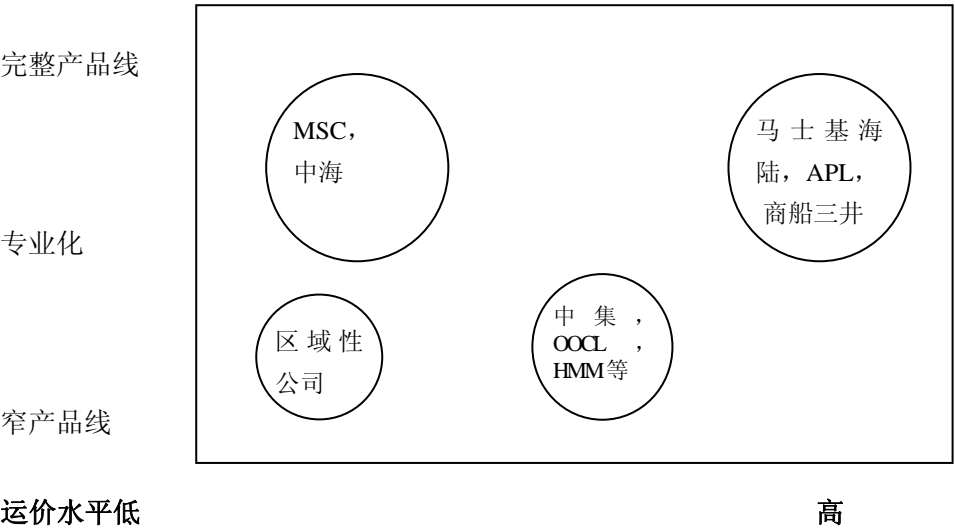 完整产品线
MSC，
中海
马士基海
陆，APL，
商船三井
专业化
区域性
公司
中集，
OOCL，
HMM等
窄产品线
运价水平低 高